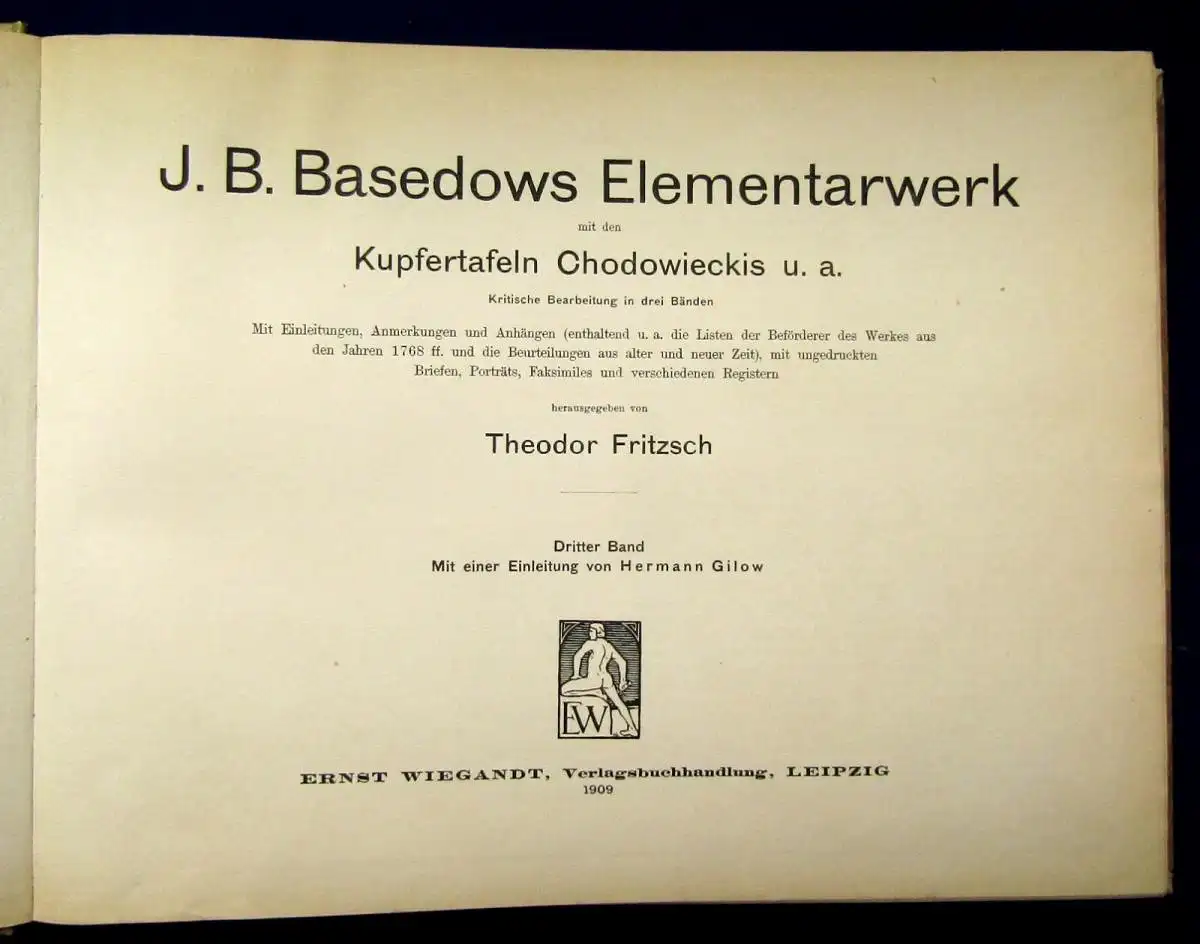 J. B. Basedows Elementarwerk
mit den
Kupfertafeln Chodowieckis u. a.
Kritische Bearbeitung in drei Bänden
Mit Einleitungen, Anmerkungen und Anhängen (enthaltend u. a. die Listen der Beförderer des Werkes aus
den Jahren 1768 ff. und die Beurteilungen aus alter und neuer Zeit), mit ungedruckten
Briefen, Porträts, Faksimiles und verschiedenen Registern
herausgegeben von
Theodor Fritzsch
Dritter Band
Mit einer Einleitung von Hermann Gilow
EW
ERNST WIEGANDT, Verlagsbuchhandlung, LEIPZIG
1909